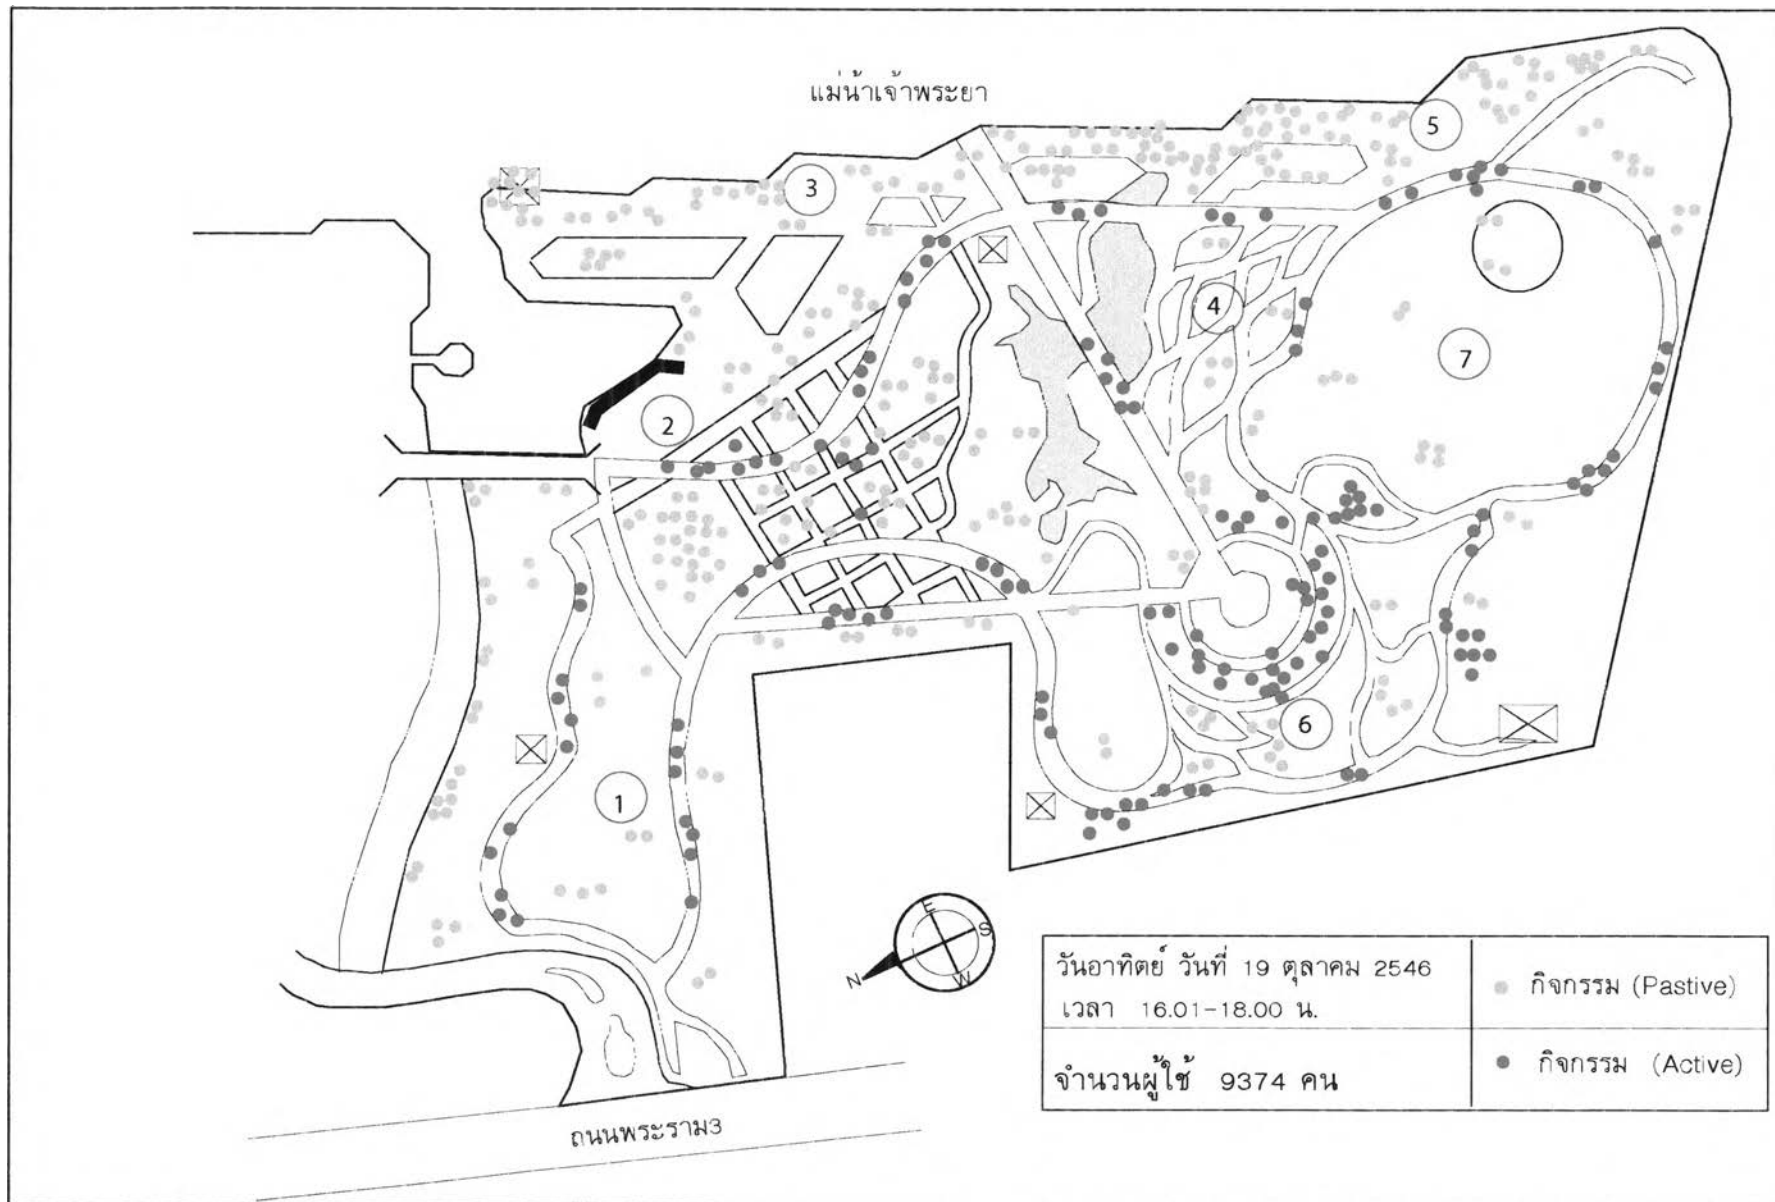 แม่น้ำเจ้าพระยา
5
3
4
7
2
6
1
E
S
N
W
วันอาทิตย์ วันที่ 19 ตุลาคม 2546
เวลา 16.01-18.00 น.
กิจกรรม (Pastive)
จำนวนผู้ใช้ 9374 คน
กิจกรรม (Active)
ถนนพระราม3